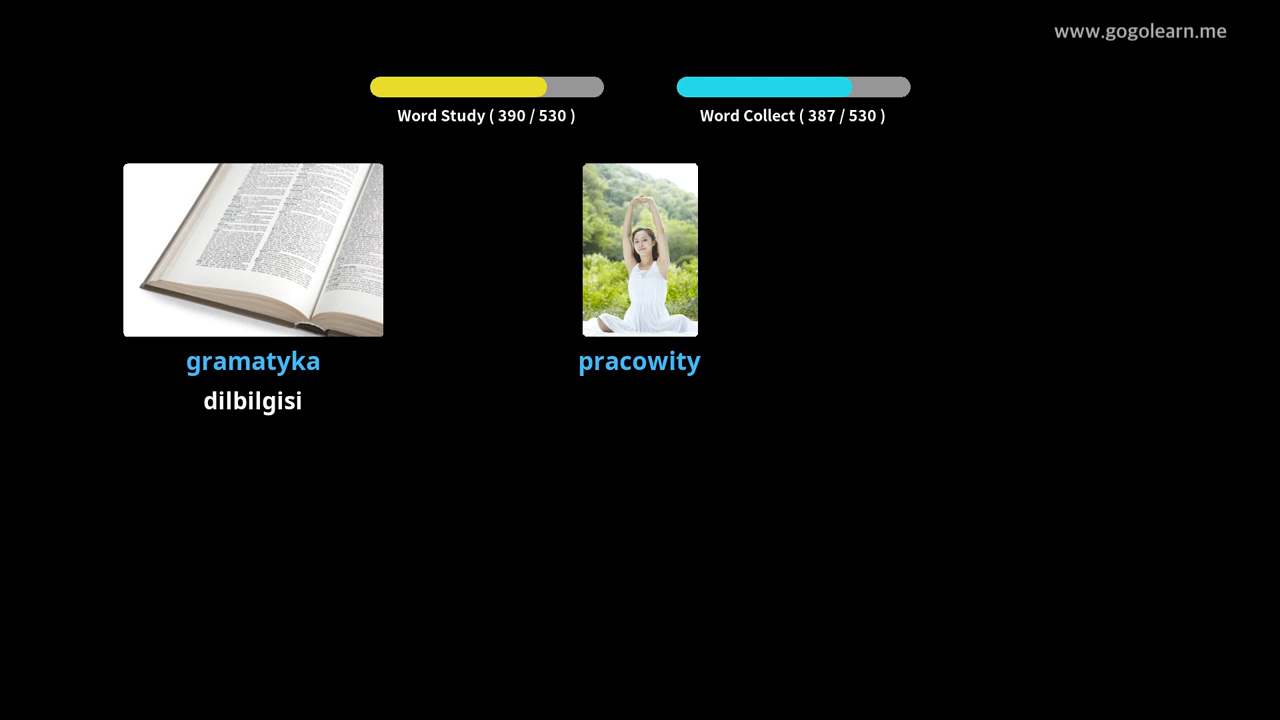 www.gogolearn.me
Word Study ( 390 / 530 )
Word Collect ( 387 / 530 )
gramatyka
dilbilgisi
pracowity